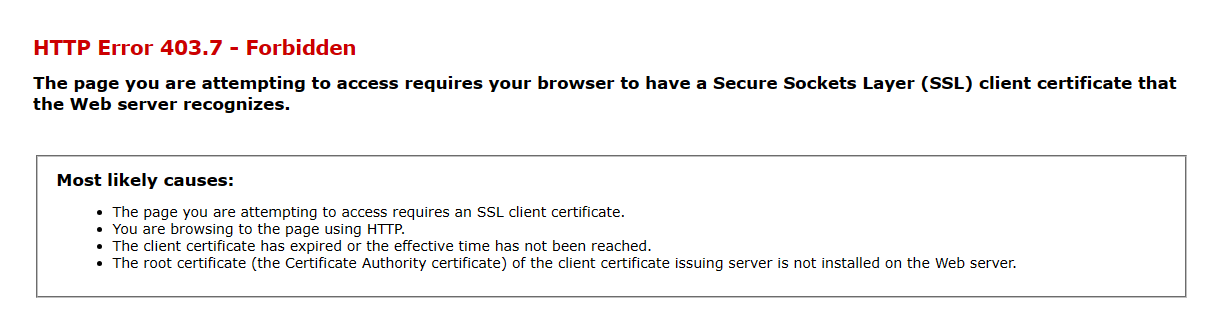 HTTP Error 403.7 - Forbidden
The page you are attempting to access requires your browser to have a Secure Sockets Layer (SSL) client certificate that
the Web server recognizes.
Most likely causes:
• The page you are attempting to access requires an SSL client certificate.
• You are browsing to the page using HTTP.
• The client certificate has expired or the effective time has not been reached.
• The root certificate (the Certificate Authority certificate) of the client certificate issuing server is not installed on the Web server.